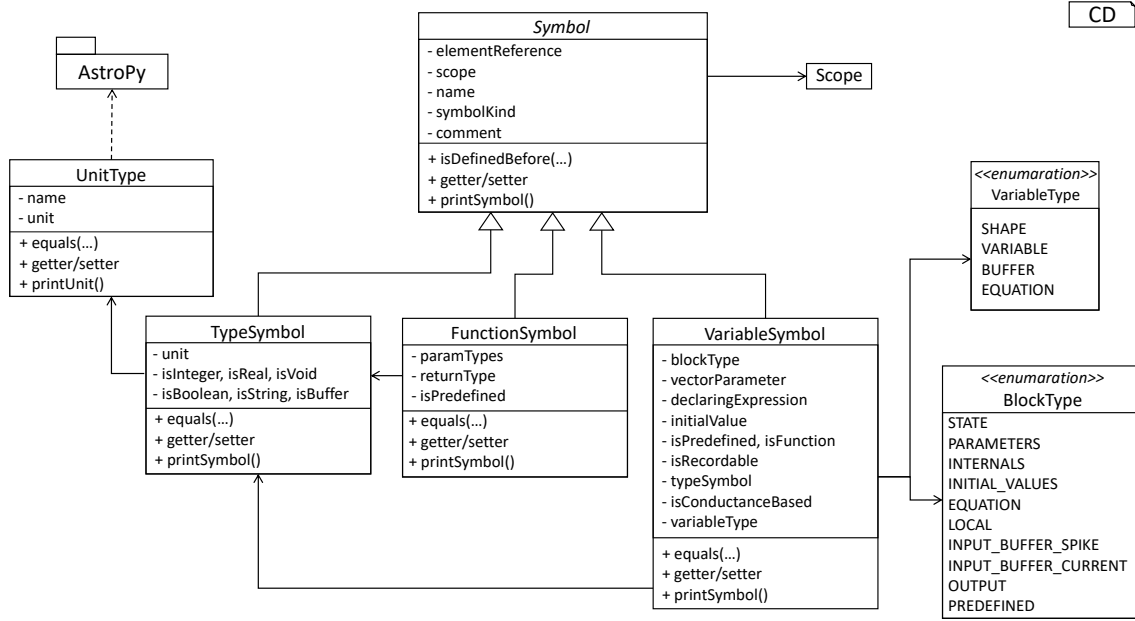 CD
Symbol
- elementReference
- scope
- name
- symbolKind
- comment
+ isDefinedBefore(...)
+ getter/setter
+ printSymbol()
Scope
AstroPy
UnitType
- name
- unit
+ equals(...)
+ getter/setter
+ printUnit()
<<enumaration>>
VariableType
SHAPE
VARIABLE
BUFFER
EQUATION
TypeSymbol
- unit
- isInteger, isReal, isVoid
- isBoolean, isString, isBuffer
+ equals(...)
+ getter/setter
+ printSymbol()
FunctionSymbol
- paramTypes
- returnType
- isPredefined
+ equals(...)
+ getter/setter
+ printSymbol()
VariableSymbol
- blockType
- vectorParameter
- declaringExpression
- initialValue
- isPredefined, isFunction
- isRecordable
- typeSymbol
- isConductanceBased
- variableType
+ equals(...)
+ getter/setter
+ printSymbol()
<<enumaration>>
BlockType
STATE
PARAMETERS
INTERNALS
INITIAL_VALUES
EQUATION
LOCAL
INPUT_BUFFER_SPIKE
INPUT_BUFFER_CURRENT
OUTPUT
PREDEFINED